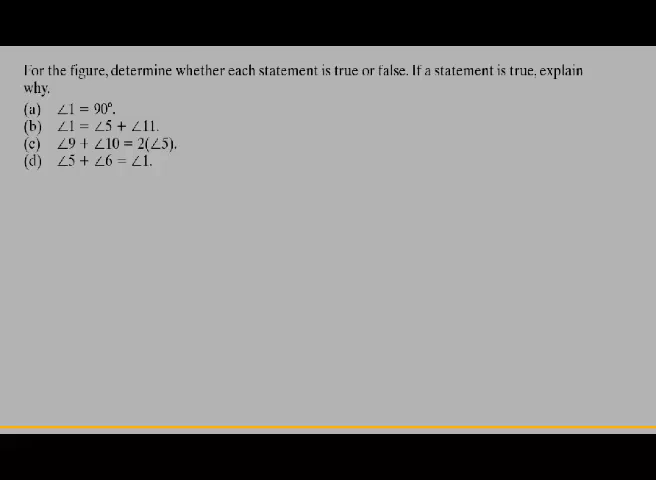 For the figure, determine whether each statement is true or false. If a statement is true, explain
why.
(a) ∠1 = 90°.
(b) ∠1 = ∠5 + ∠11.
(c) ∠9 + ∠10 = 2(∠5).
(d) ∠5 + ∠6 = ∠1.